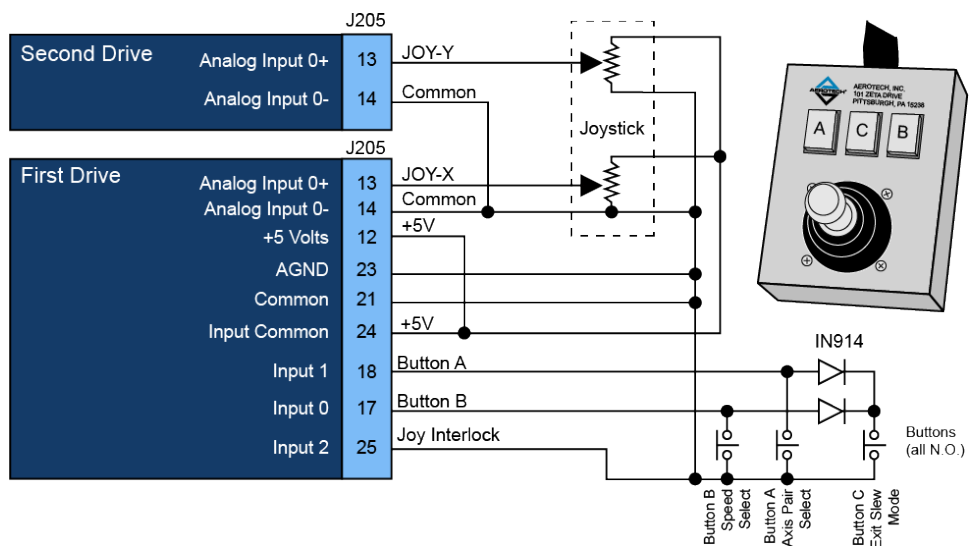 J205
Second Drive
Analog Input 0+ 13 JOY-Y
Analog Input 0- 14 Common
J205
First Drive
Analog Input 0+ 13 JOY-X
Analog Input 0- 14 Common
+5 Volts 12 +5V
AGND 23
Common 21
Input Common 24 +5V
Input 1 18 Button A
Input 0 17 Button B
Input 2 25 Joy Interlock
Joystick
AEROTECH
AEROTECH, INC.
101 ZETA DRIVE
PITTSBURGH, PA 15238
A C B
IN914
Buttons
(all N.O.)
Button B
Speed
Select
Button A
Axis Pair
Select
Button C
Exit Slew
Mode